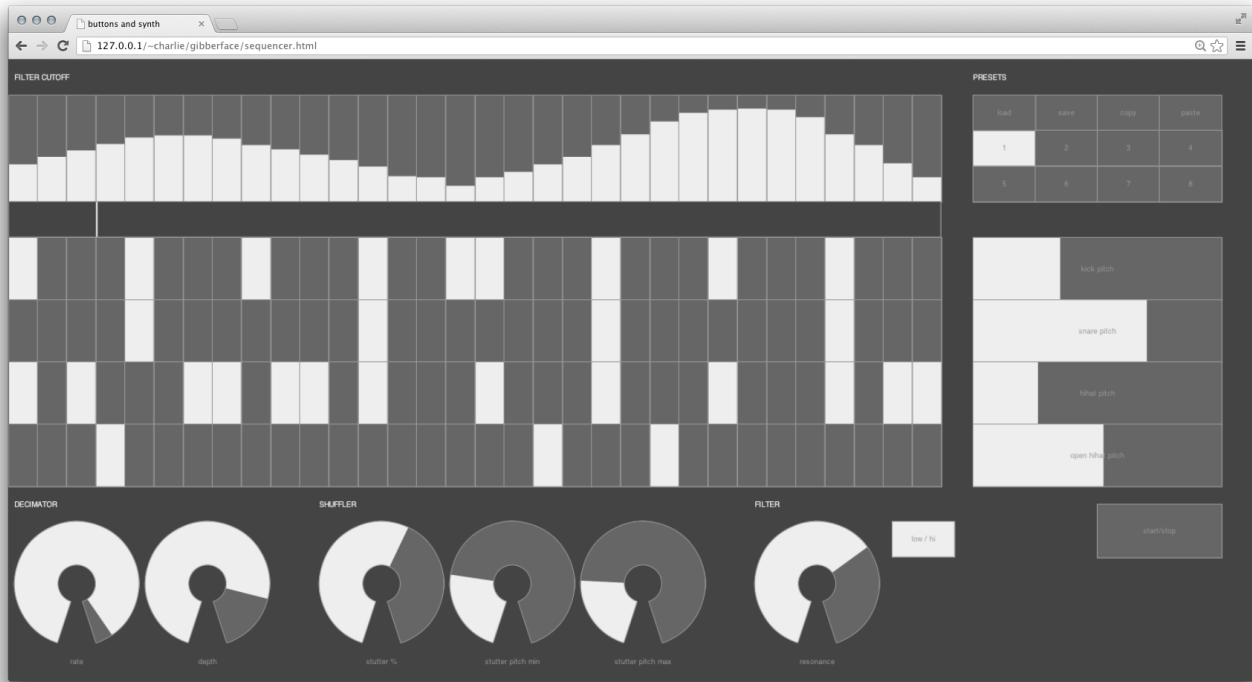 buttons and synth
127.0.0.1/~charlie/gibberface/sequencer.html
FILTER CUTOFF
PRESETS
load save copy paste
1 2 3 4
5 6 7 8
kick pitch
snare pitch
hihat pitch
open hihat pitch
DECIMATOR
SHUFFLER
FILTER
low / hi
start/stop
rate
depth
stutter %
stutter pitch min
stutter pitch max
resonance